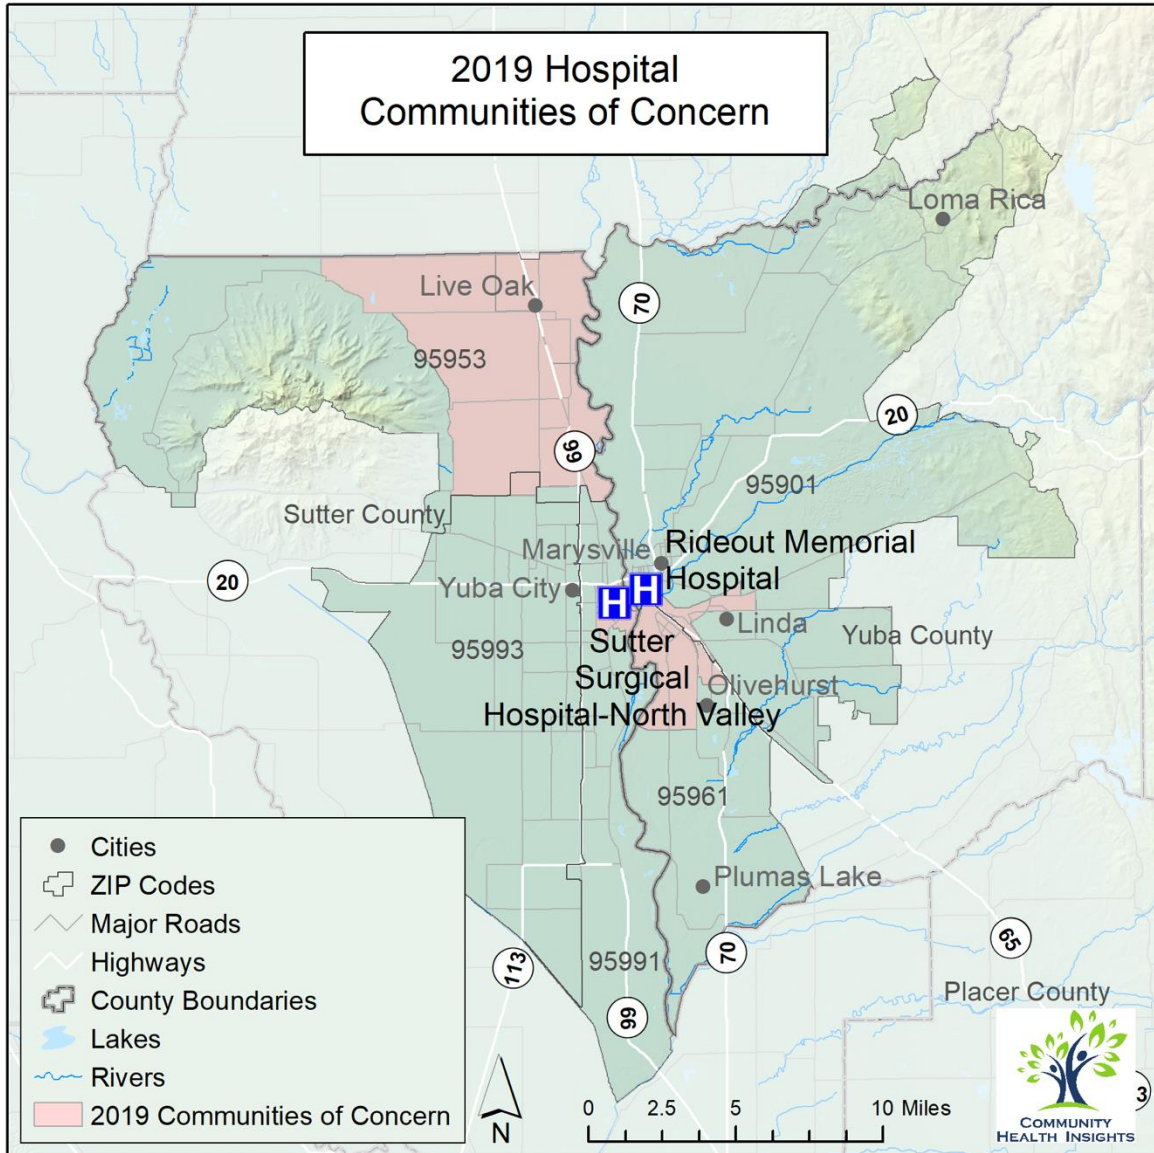 2019 Hospital
Communities of Concern
Loma Rica
Live Oak
70
95953
20
99
95901
Sutter County
Marysville
Rideout Memorial
Hospital
20
Yuba City
H
H
Linda
Sutter
Surgical
Hospital-North Valley
Yuba County
95993
Olivehurst
95961
Plumas Lake
65
70
113
95991
99
Placer County
Cities
ZIP Codes
Major Roads
Highways
County Boundaries
Lakes
Rivers
2019 Communities of Concern
N
0 2.5 5 10 Miles
3
COMMUNITY
HEALTH INSIGHTS